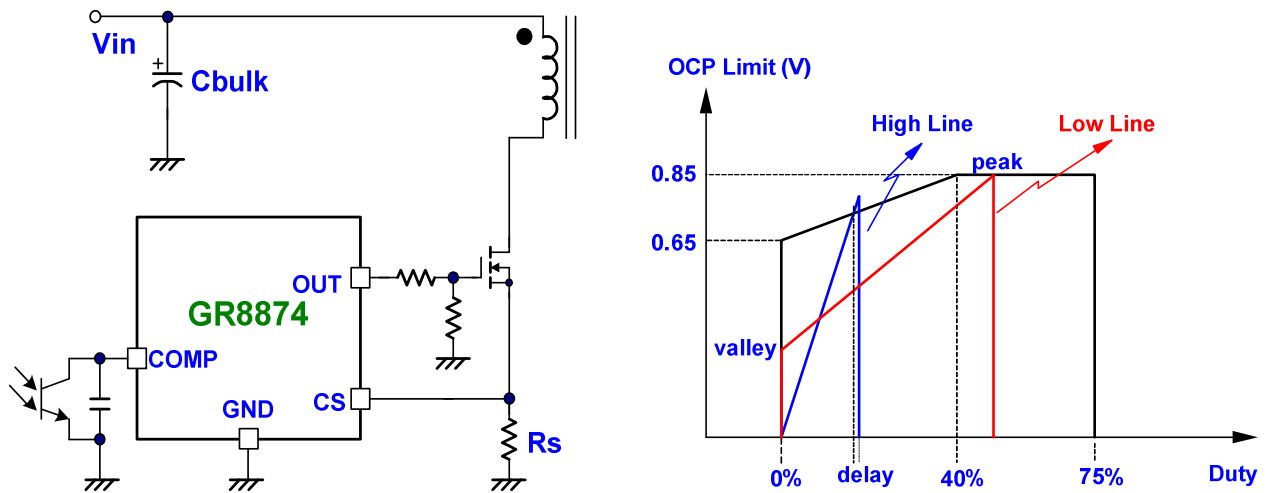 Vin
+
Cbulk
GR8874
OUT
COMP
CS
GND
Rs
OCP Limit (V)
High Line
Low Line
peak
0.85
0.65
valley
0%
delay
40%
75%
Duty